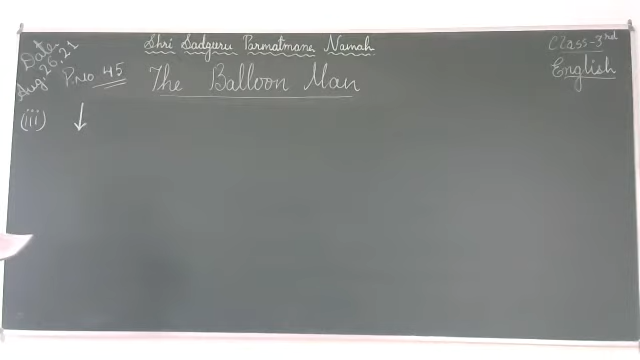 Shri Sadguru Parmatmane Namah
Date
Aug. 26. 21
Class-3rd
English
P.No 45 The Balloon Man
(iii) ↓